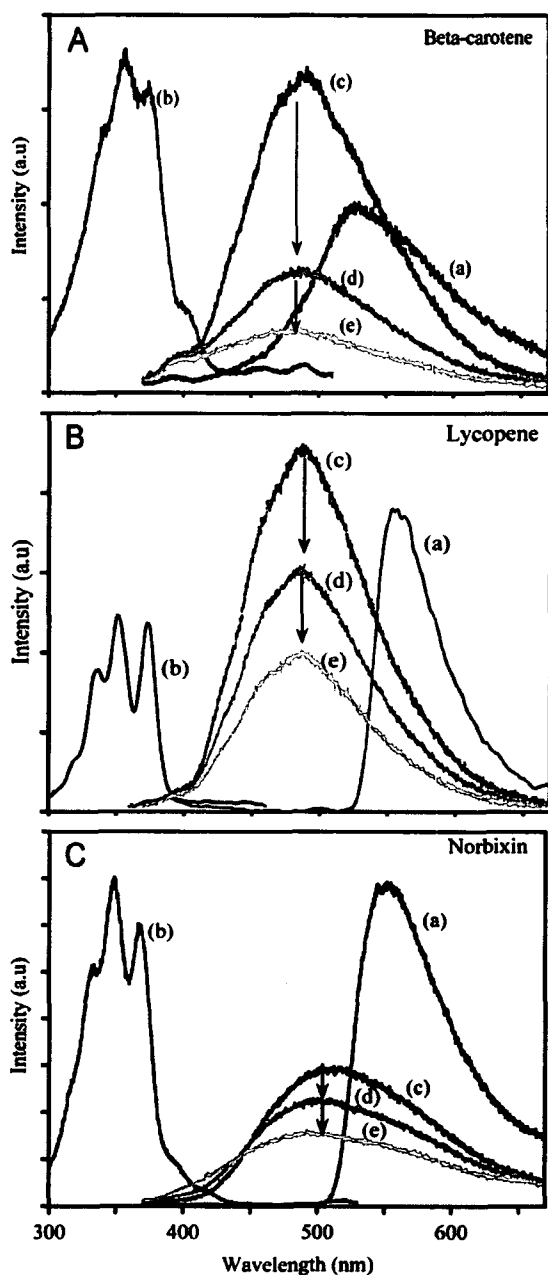 A
Beta-carotene
(b)
(c)
(a)
(d)
(e)
Intensity (a.u)
B
Lycopene
(c)
(a)
(d)
(b)
(e)
Intensity (a.u)
C
Norbixin
(b)
(a)
(c)
(d)
(e)
Intensity (a.u)
300 400 500 600
Wavelength (nm)